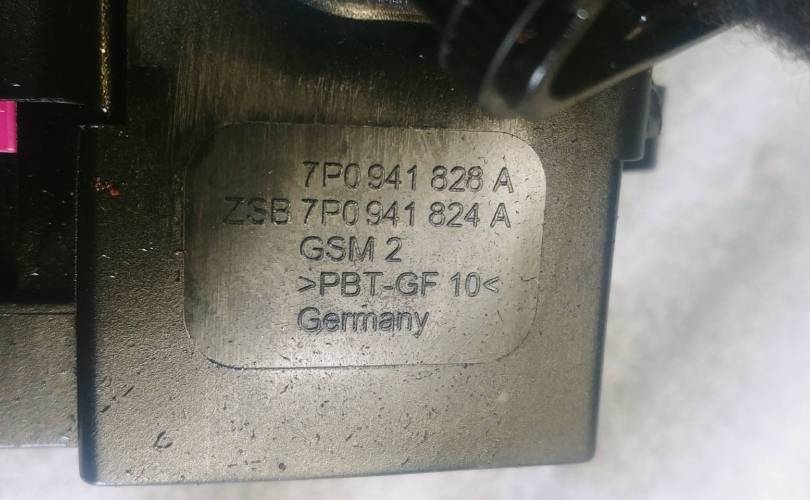 7P0 941 828 A
ZSB 7P0 941 824 A
GSM 2
>PBT-GF 10<
Germany